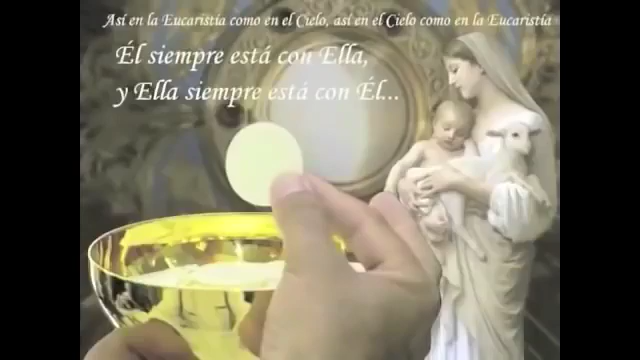 Así en la Eucaristía como en el Cielo, así en el Cielo como en la Eucaristía
Él siempre está con Ella,
y Ella siempre está con Él...